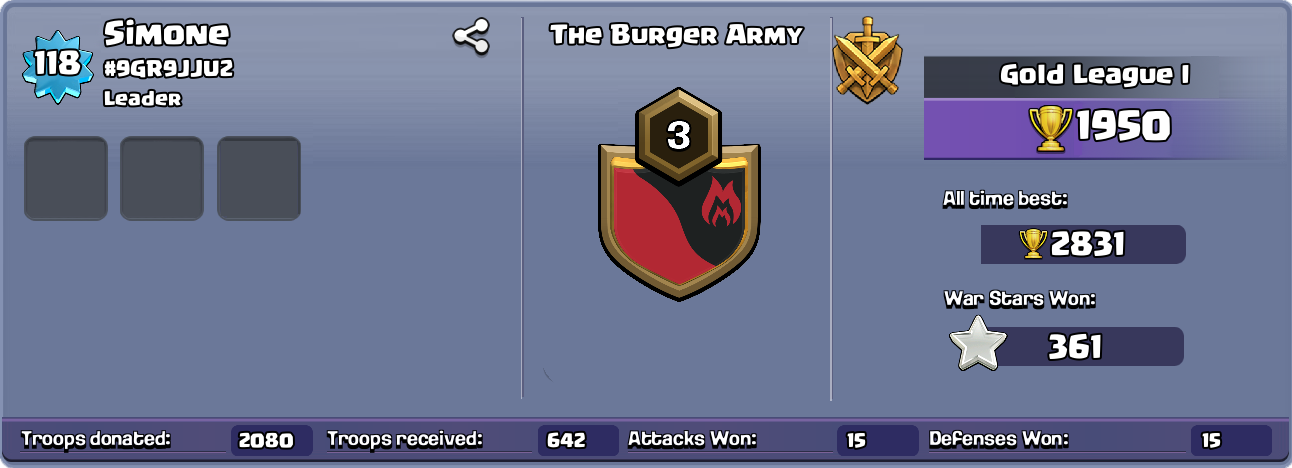 118
Simone
#9GR9JJU2
Leader
The Burger Army
3
Gold League I
1950
All time best:
2831
War Stars Won:
361
Troops donated: 2080 Troops received: 642 Attacks Won: 15 Defenses Won: 15